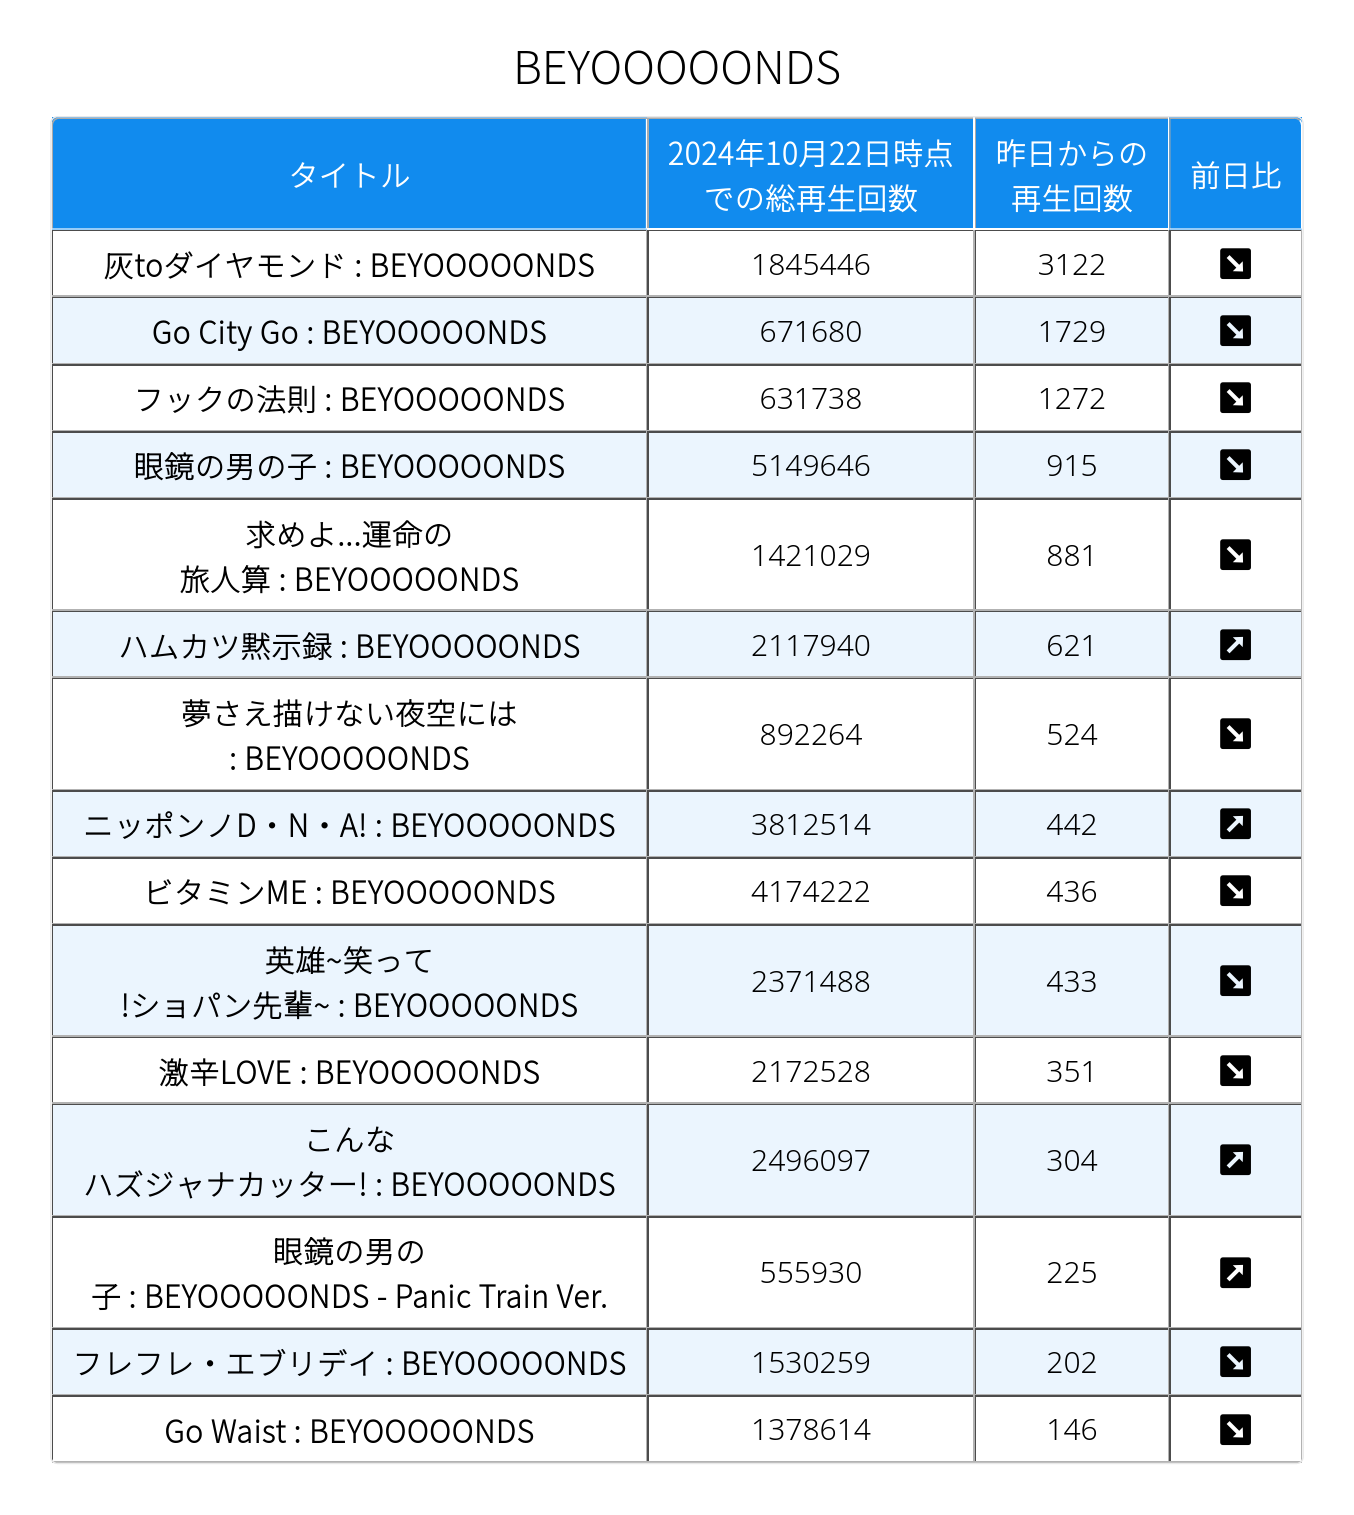 BEYOOOOONDS
タイトル
2024年10月22日時点
での総再生回数
昨日からの
再生回数
前日比
灰toダイヤモンド : BEYOOOOONDS
1845446
3122
Go City Go : BEYOOOOONDS
671680
1729
フックの法則 : BEYOOOOONDS
631738
1272
眼鏡の男の子 : BEYOOOOONDS
5149646
915
求めよ...運命の
旅人算 : BEYOOOOONDS
1421029
881
ハムカツ黙示録 : BEYOOOOONDS
2117940
621
夢さえ描けない夜空には
: BEYOOOOONDS
892264
524
ニッポンノD・N・A! : BEYOOOOONDS
3812514
442
ビタミンME : BEYOOOOONDS
4174222
436
英雄~笑って
!ショパン先輩~ : BEYOOOOONDS
2371488
433
激辛LOVE : BEYOOOOONDS
2172528
351
こんな
ハズジャナカッター! : BEYOOOOONDS
2496097
304
眼鏡の男の
子 : BEYOOOOONDS - Panic Train Ver.
555930
225
フレフレ・エブリデイ : BEYOOOOONDS
1530259
202
Go Waist : BEYOOOOONDS
1378614
146